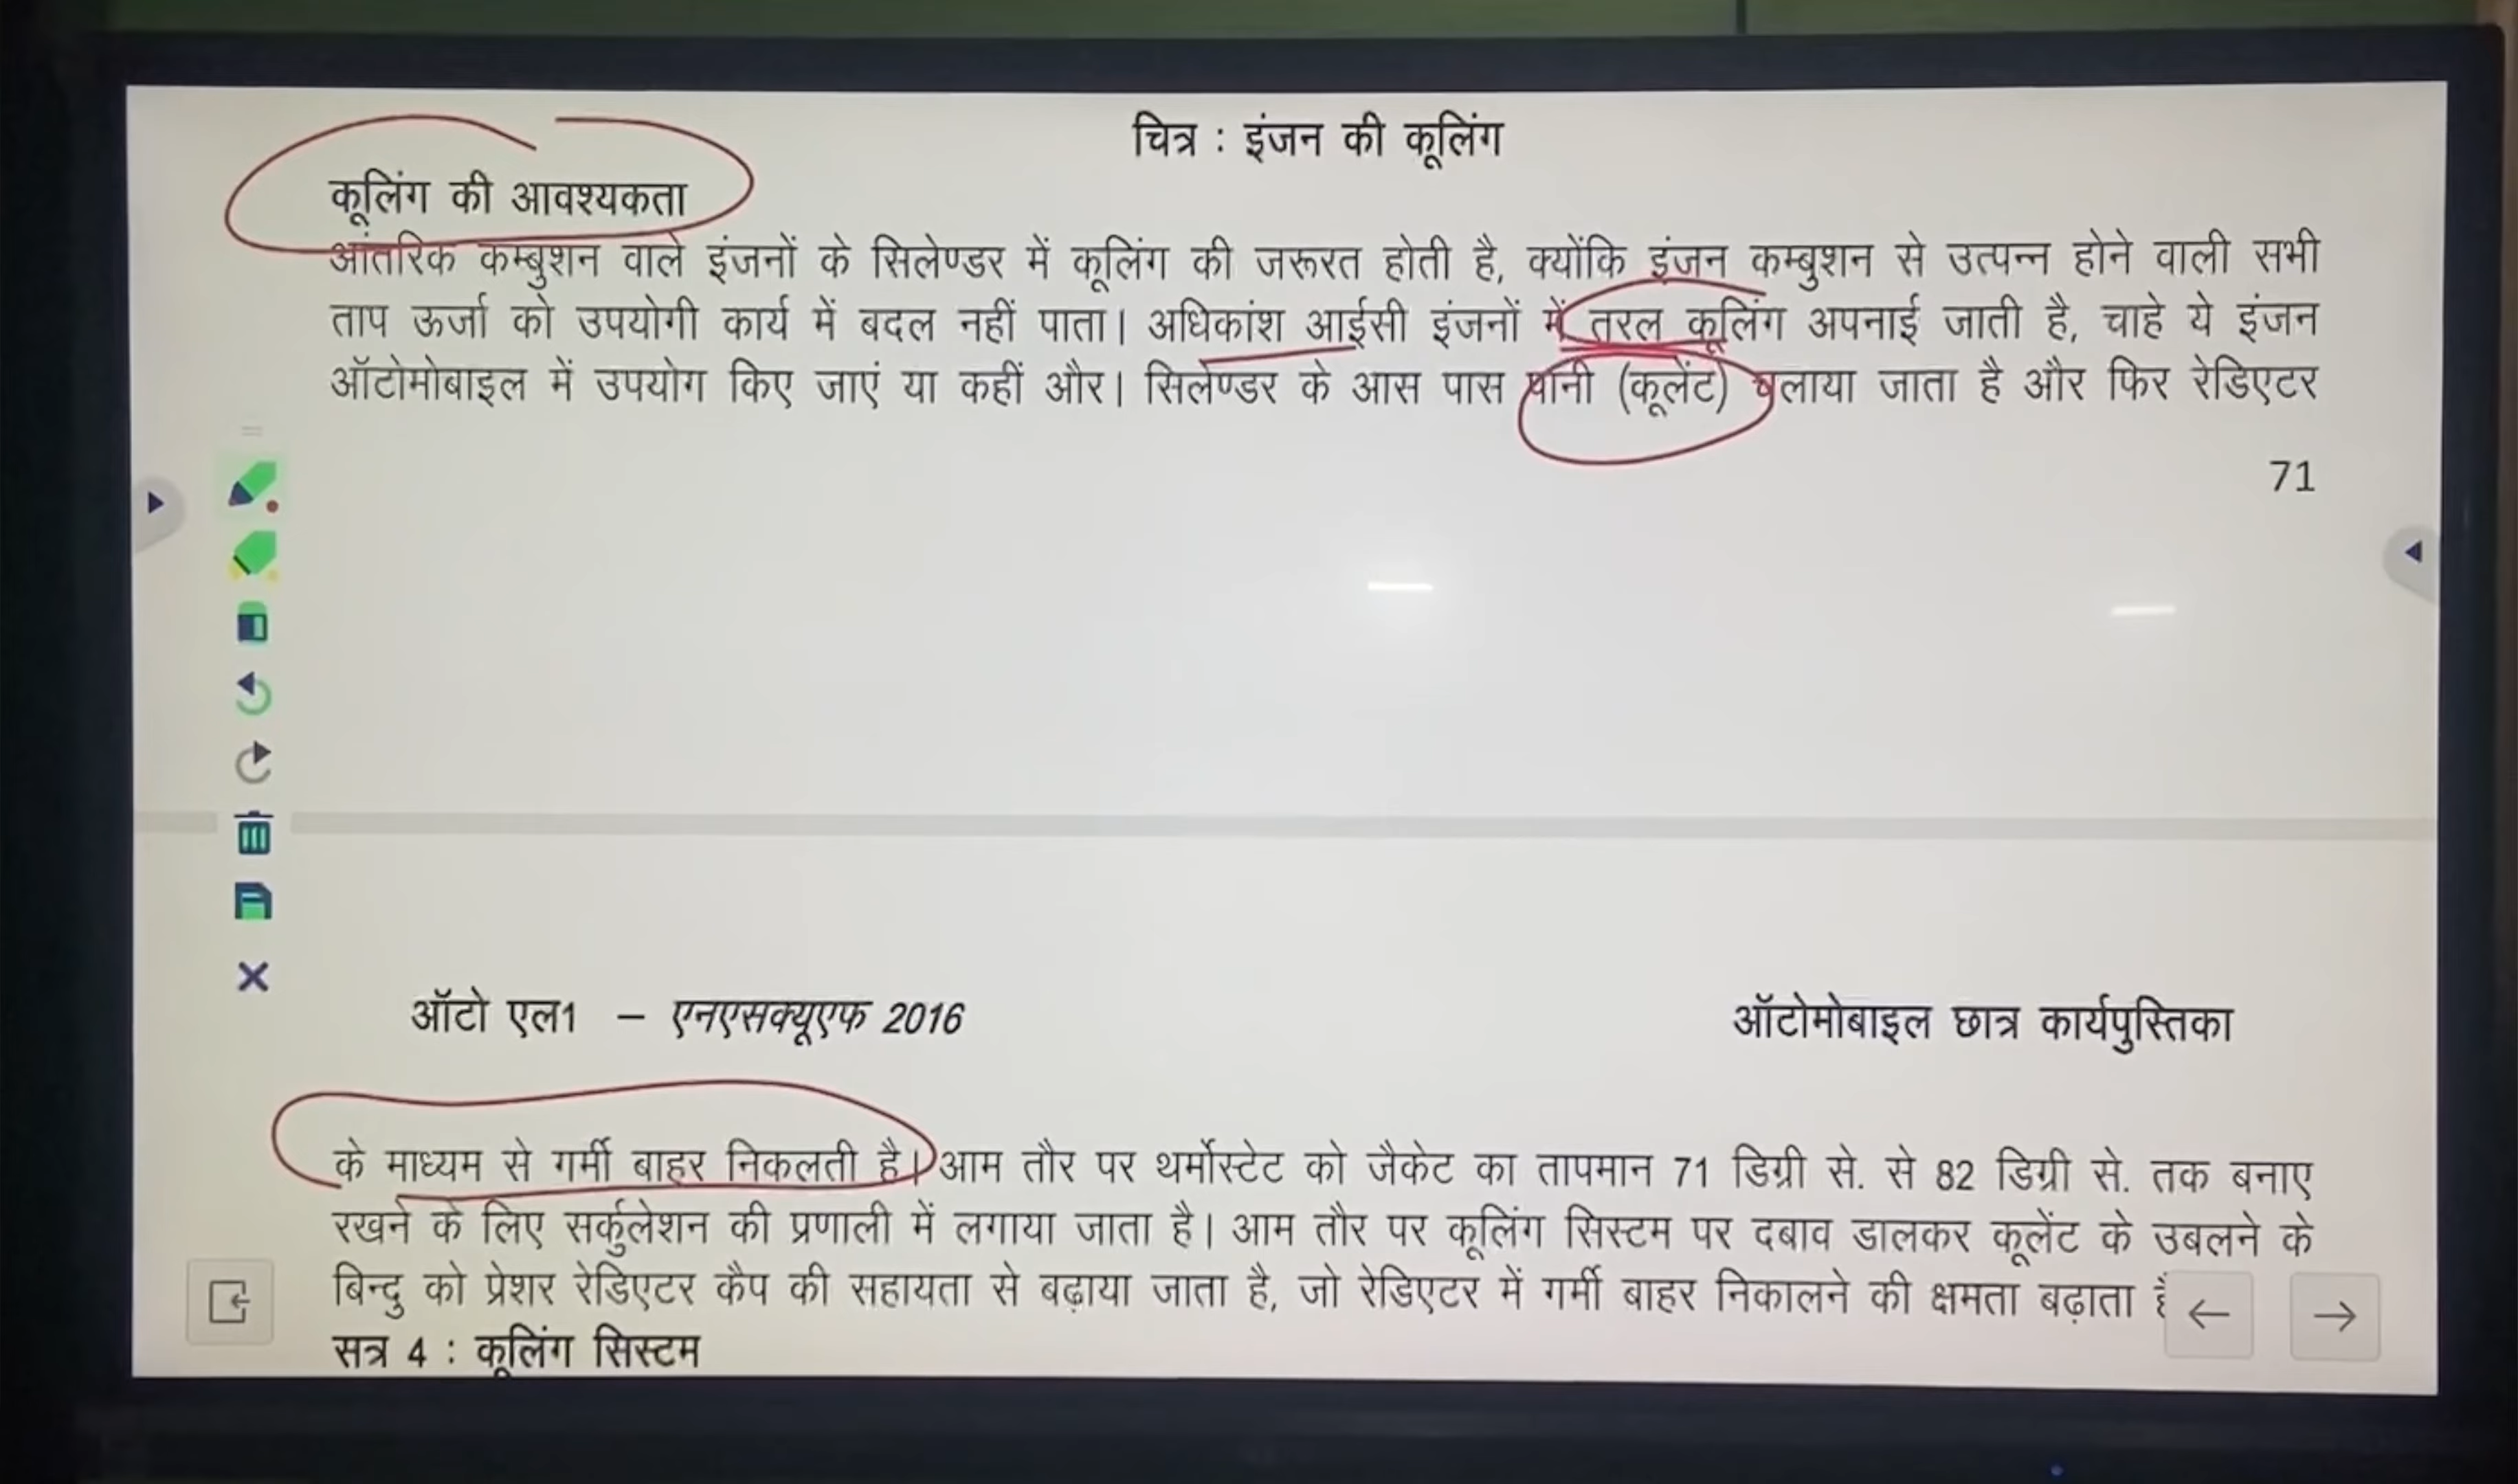 चित्र : इंजन की कूलिंग
कूलिंग की आवश्यकता
आंतरिक कम्बुशन वाले इंजनों के सिलेण्डर में कूलिंग की जरूरत होती है, क्योंकि इंजन कम्बुशन से उत्पन्न होने वाली सभी
ताप ऊर्जा को उपयोगी कार्य में बदल नहीं पाता। अधिकांश आईसी इंजनों में तरल कूलिंग अपनाई जाती है, चाहे ये इंजन
ऑटोमोबाइल में उपयोग किए जाएं या कहीं और। सिलेण्डर के आस पास पानी (कूलेंट) चलाया जाता है और फिर रेडिएटर
71
ऑटो एल1 – एनएसक्यूएफ 2016
ऑटोमोबाइल छात्र कार्यपुस्तिका
के माध्यम से गर्मी बाहर निकलती है। आम तौर पर थर्मोस्टेट को जैकेट का तापमान 71 डिग्री से. से 82 डिग्री से. तक बनाए
रखने के लिए सर्कुलेशन की प्रणाली में लगाया जाता है। आम तौर पर कूलिंग सिस्टम पर दबाव डालकर कूलेंट के उबलने के
बिन्दु को प्रेशर रेडिएटर कैप की सहायता से बढ़ाया जाता है, जो रेडिएटर में गर्मी बाहर निकालने की क्षमता बढ़ाता
सत्र 4 : कूलिंग सिस्टम